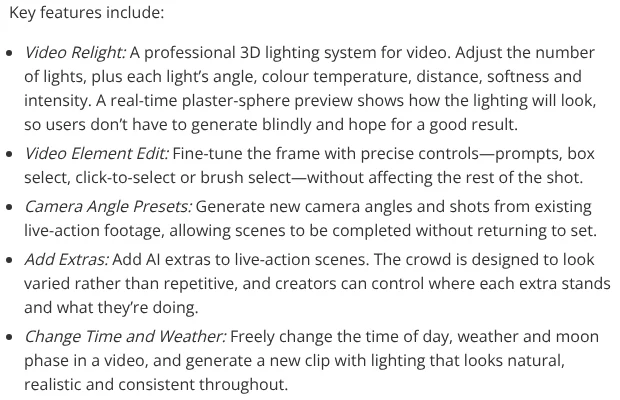 Key features include:
• Video Relight: A professional 3D lighting system for video. Adjust the number
of lights, plus each light’s angle, colour temperature, distance, softness and
intensity. A real-time plaster-sphere preview shows how the lighting will look,
so users don’t have to generate blindly and hope for a good result.
• Video Element Edit: Fine-tune the frame with precise controls—prompts, box
select, click-to-select or brush select—without affecting the rest of the shot.
• Camera Angle Presets: Generate new camera angles and shots from existing
live-action footage, allowing scenes to be completed without returning to set.
• Add Extras: Add AI extras to live-action scenes. The crowd is designed to look
varied rather than repetitive, and creators can control where each extra stands
and what they’re doing.
• Change Time and Weather: Freely change the time of day, weather and moon
phase in a video, and generate a new clip with lighting that looks natural,
realistic and consistent throughout.